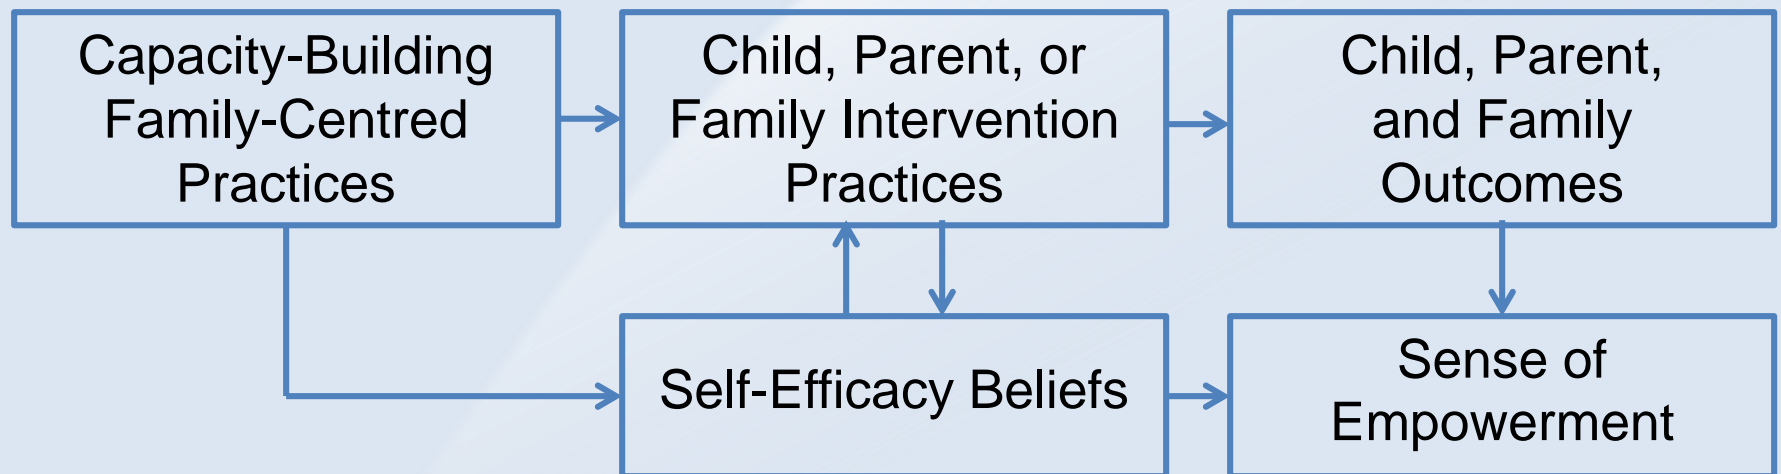 Capacity-Building
Family-Centred
Practices
Child, Parent, or
Family Intervention
Practices
Child, Parent,
and Family
Outcomes
Self-Efficacy Beliefs
Sense of
Empowerment